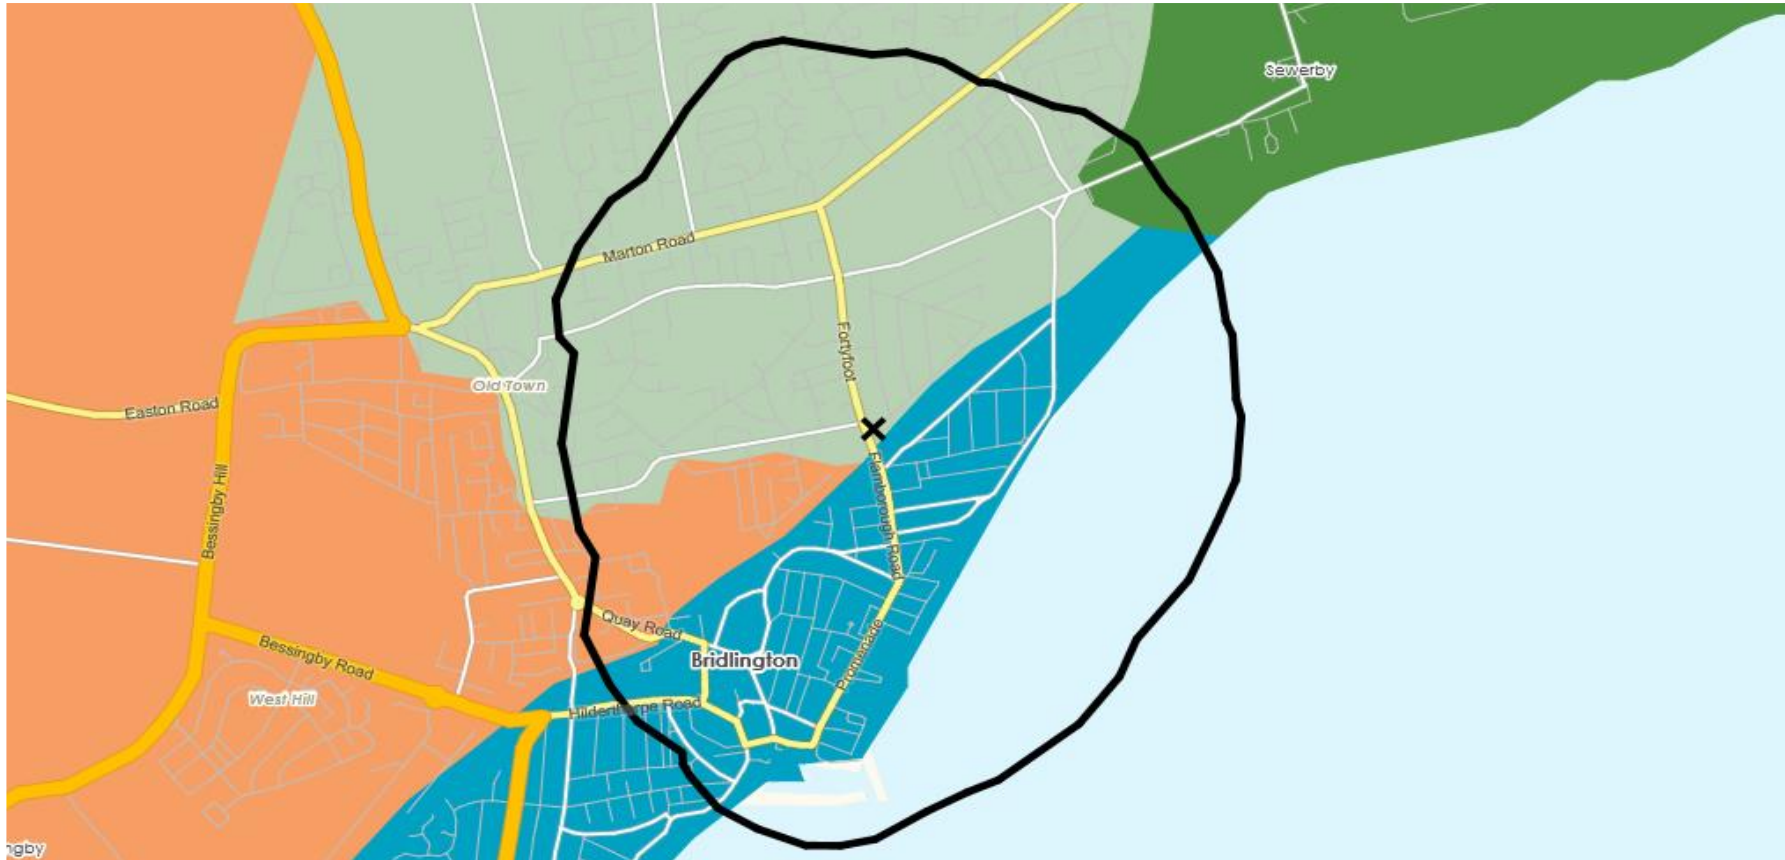 Sewerby
Marton Road
Fortyfoot
Old Town
Easton Road
Bessingby Hill
Flamborough Road
Quay Road
Bridlington
Bessingby Road
West Hill
Promenade
Hilderthorpe Road
ngby